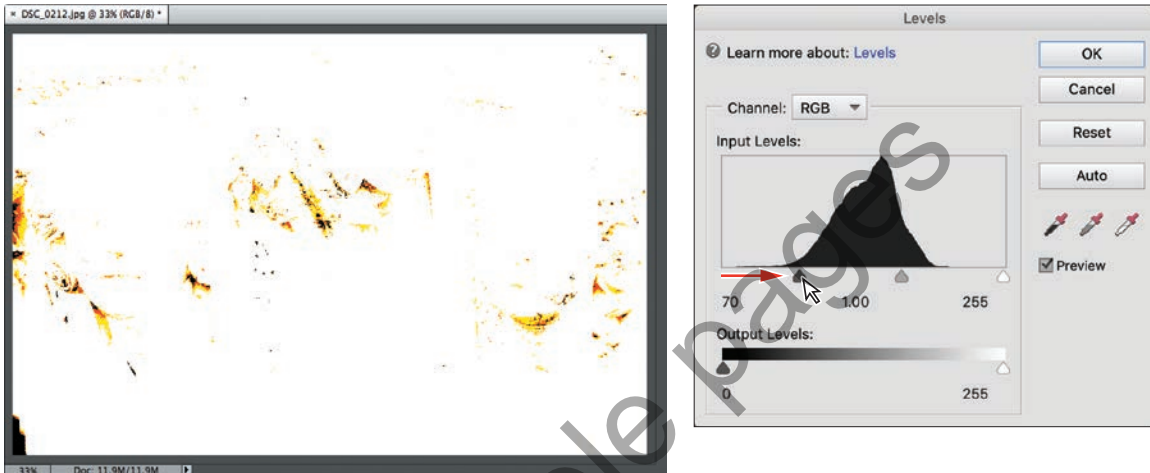 × DSC_0212.jpg @ 33% (RGB/8) *
33% Doc: 11.9M/11.9M
Levels
? Learn more about: Levels
Channel: RGB
Input Levels:
70 1.00 255
Output Levels:
0 255
OK
Cancel
Reset
Auto
Preview
ple pages